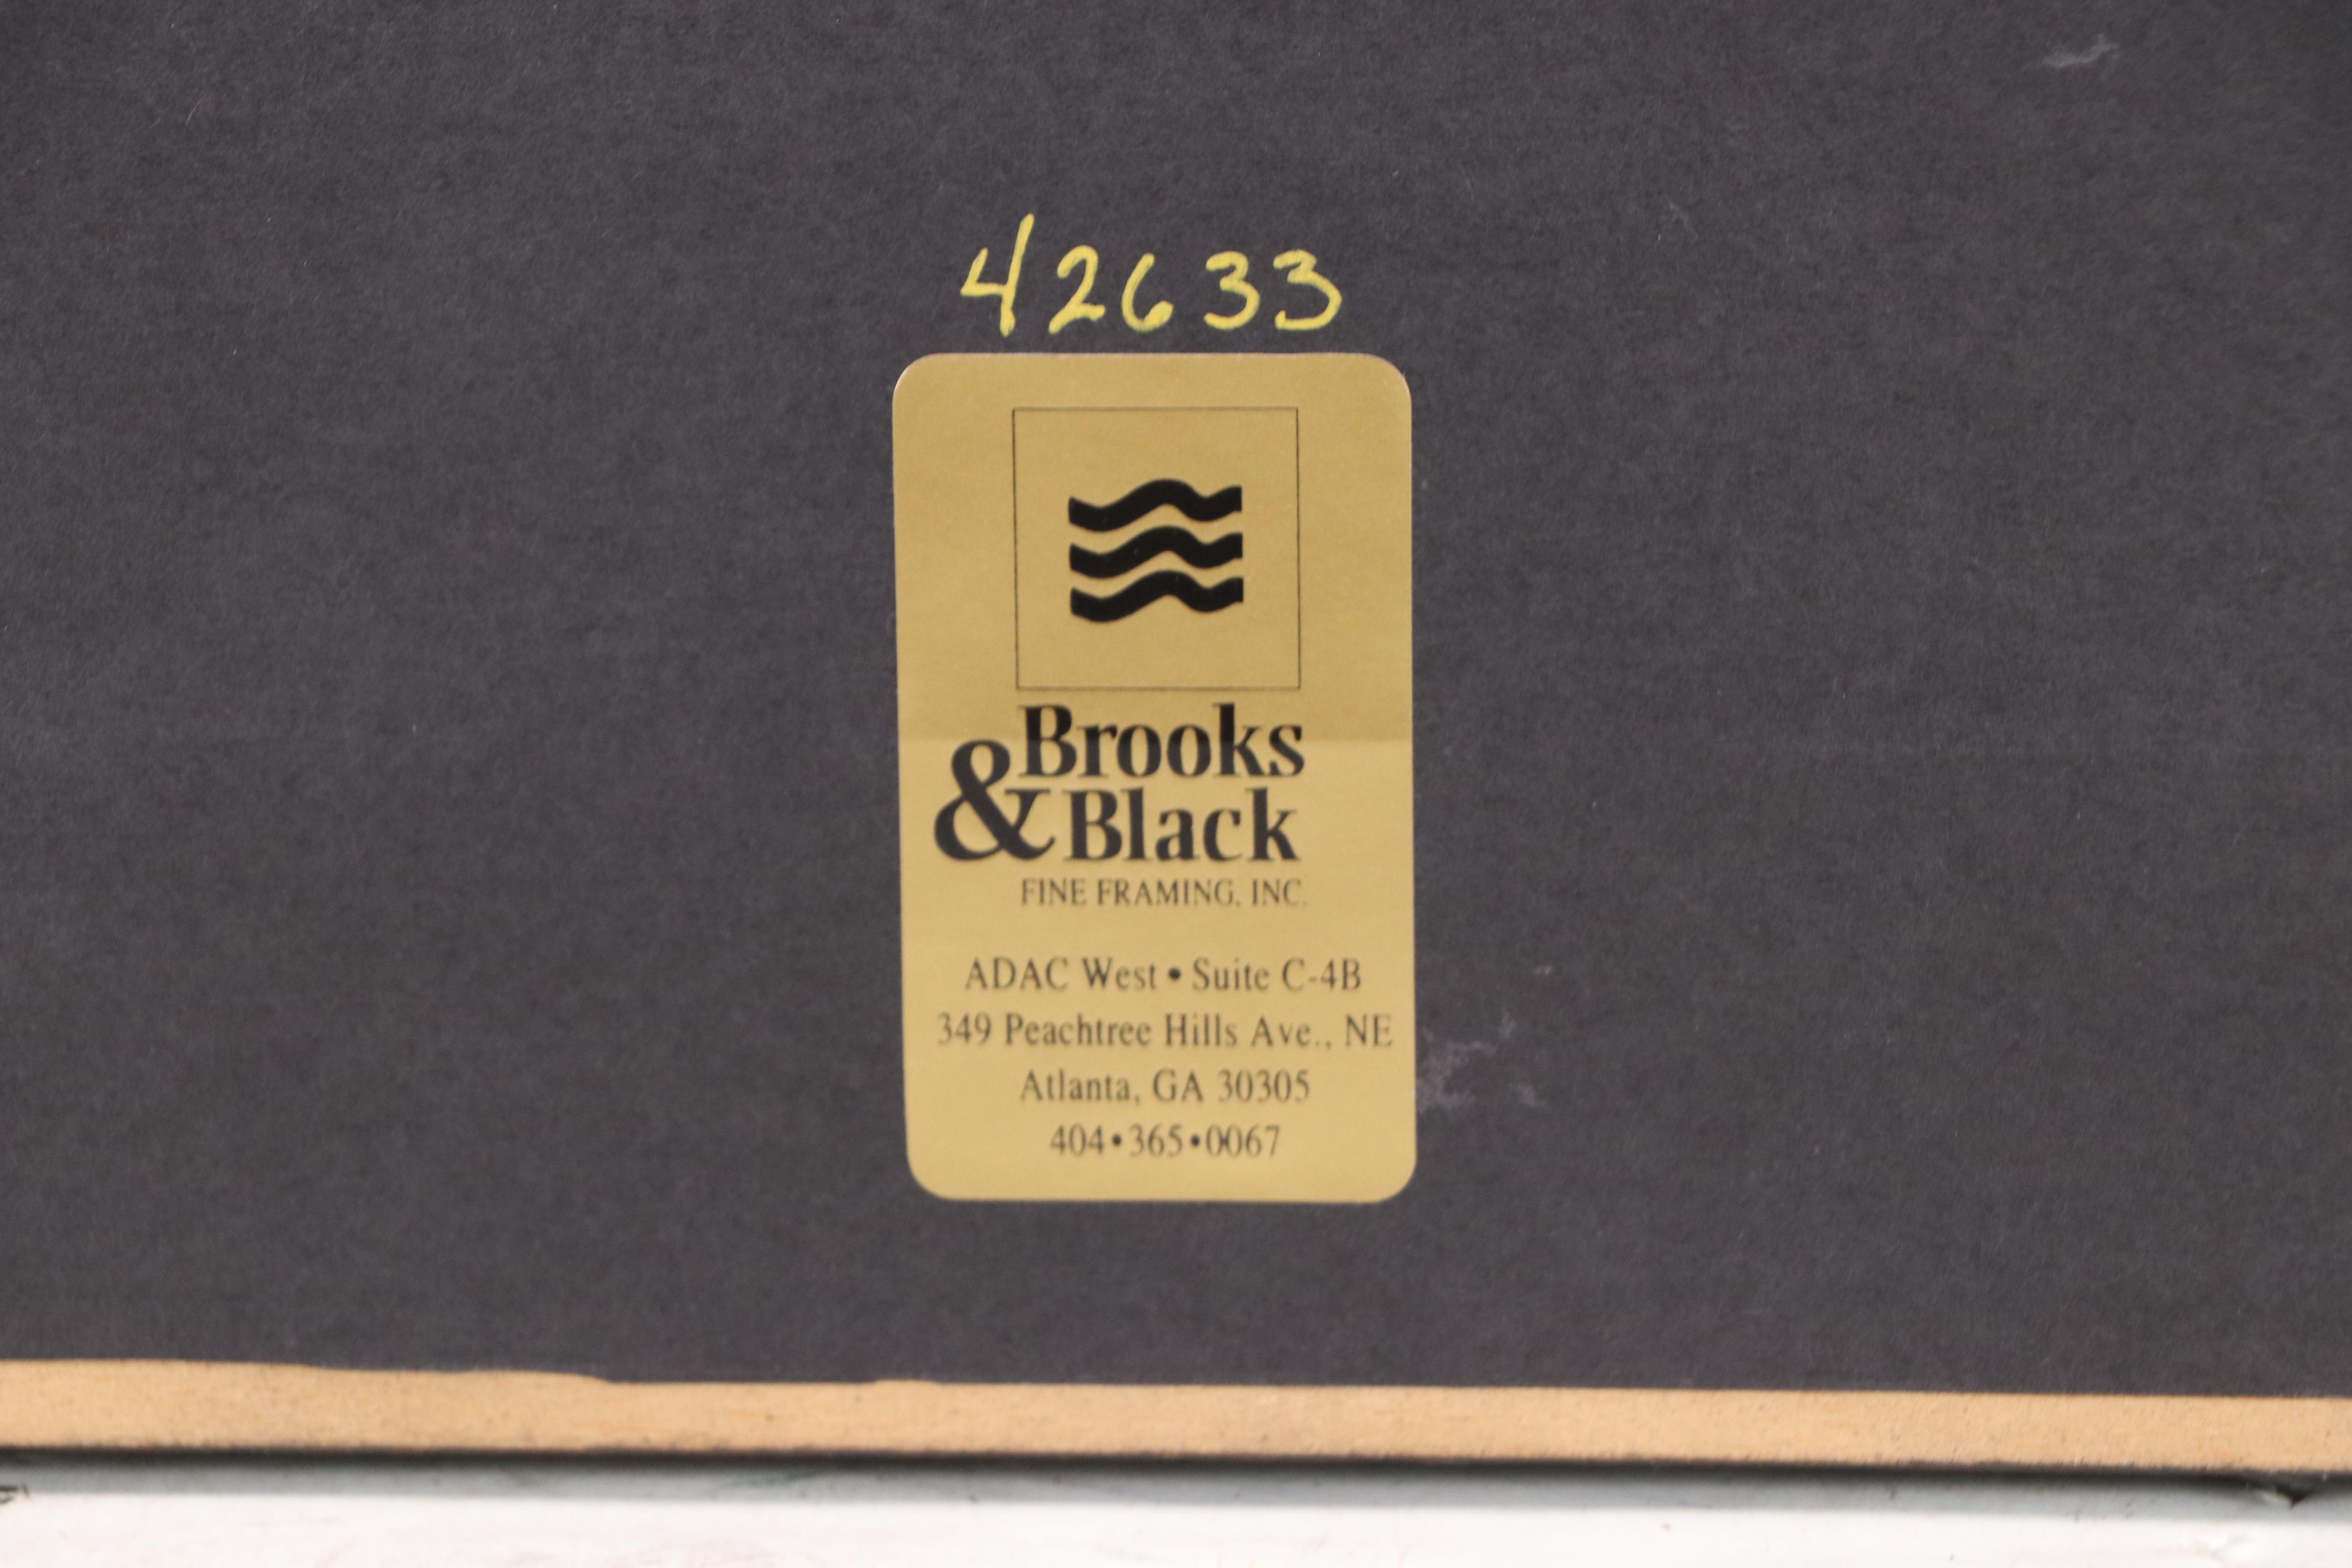 42633
Brooks
& Black
FINE FRAMING, INC.
ADAC West • Suite C-4B
349 Peachtree Hills Ave., NE
Atlanta, GA 30305
404•365•0067